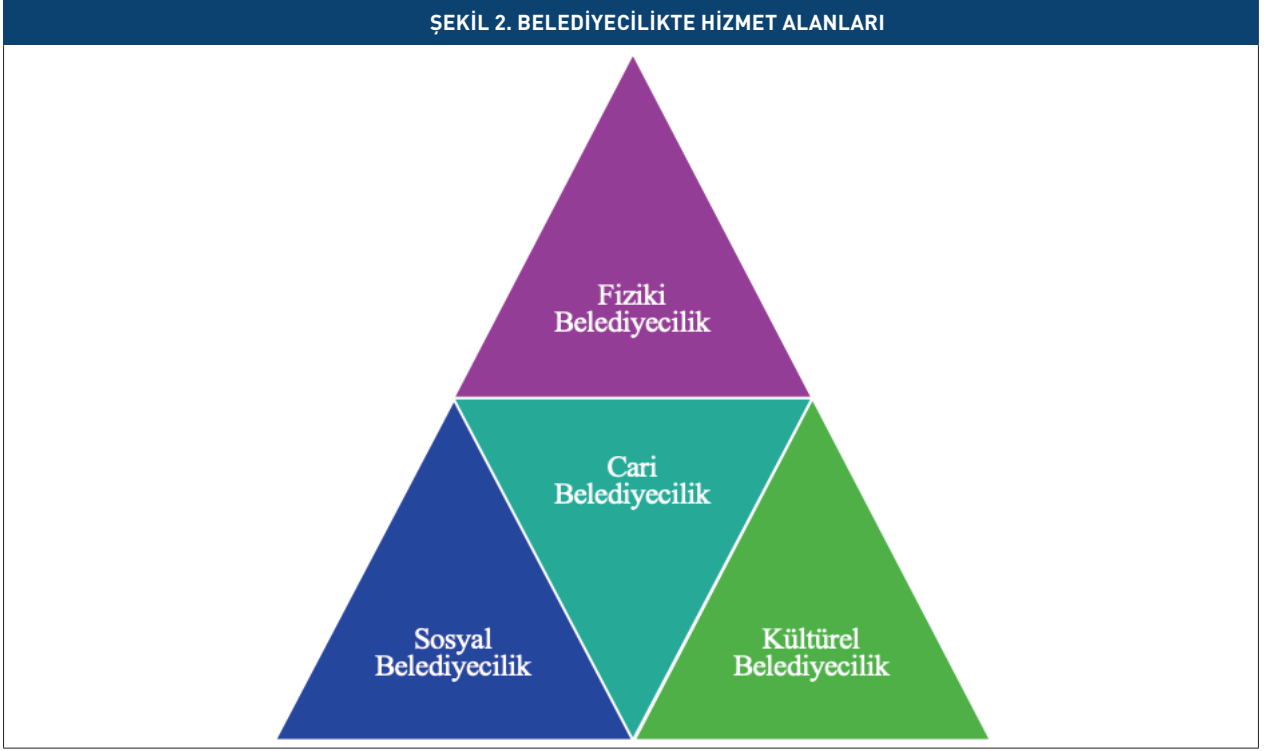 ŞEKİL 2. BELEDİYECİLİKTE HİZMET ALANLARI
Fiziki
Belediyecilik
Cari
Belediyecilik
Sosyal
Belediyecilik
Kültürel
Belediyecilik